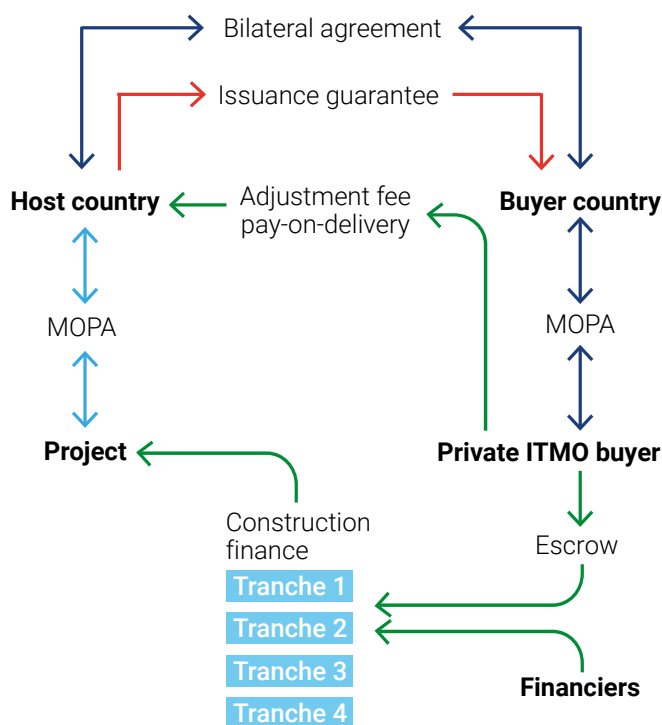 Bilateral agreement
Issuance guarantee
Host country
Adjustment fee
pay-on-delivery
Buyer country
MOPA
MOPA
Project
Private ITMO buyer
Construction
finance
Escrow
Tranche 1
Tranche 2
Tranche 3
Financiers
Tranche 4